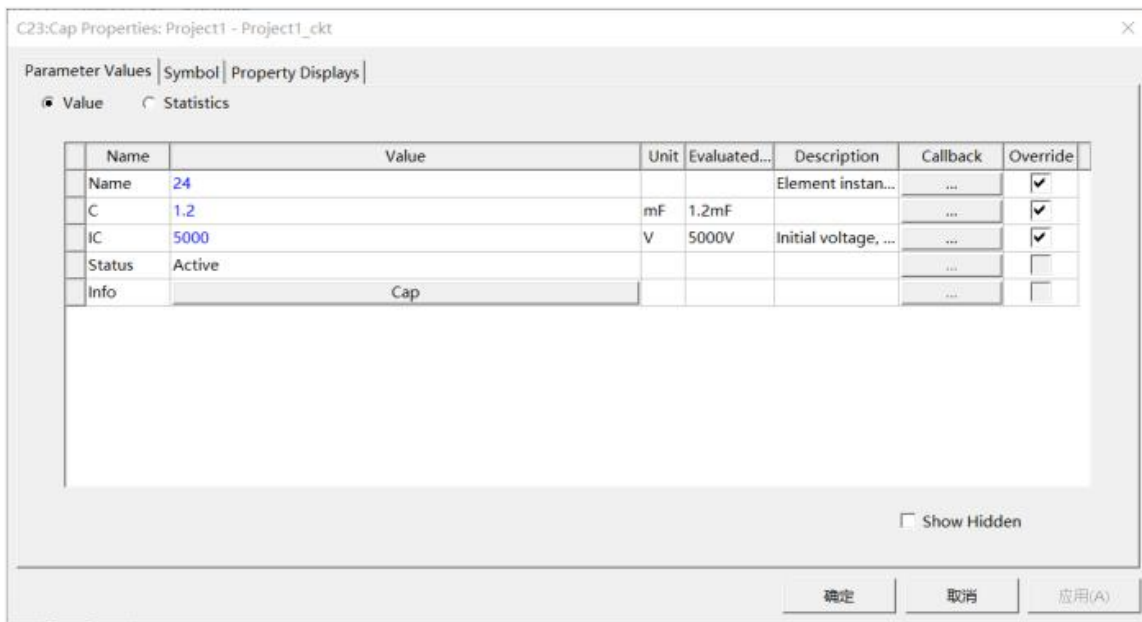 C23:Cap Properties: Project1 - Project1_ckt
Parameter Values Symbol Property Displays
Value Statistics
Name Value Unit Evaluated... Description Callback Override
Name 24 Element instan... ...
C 1.2 mF 1.2mF ...
IC 5000 V 5000V Initial voltage, ... ...
Status Active ...
Info Cap ...
Show Hidden
确定 取消 应用(A)